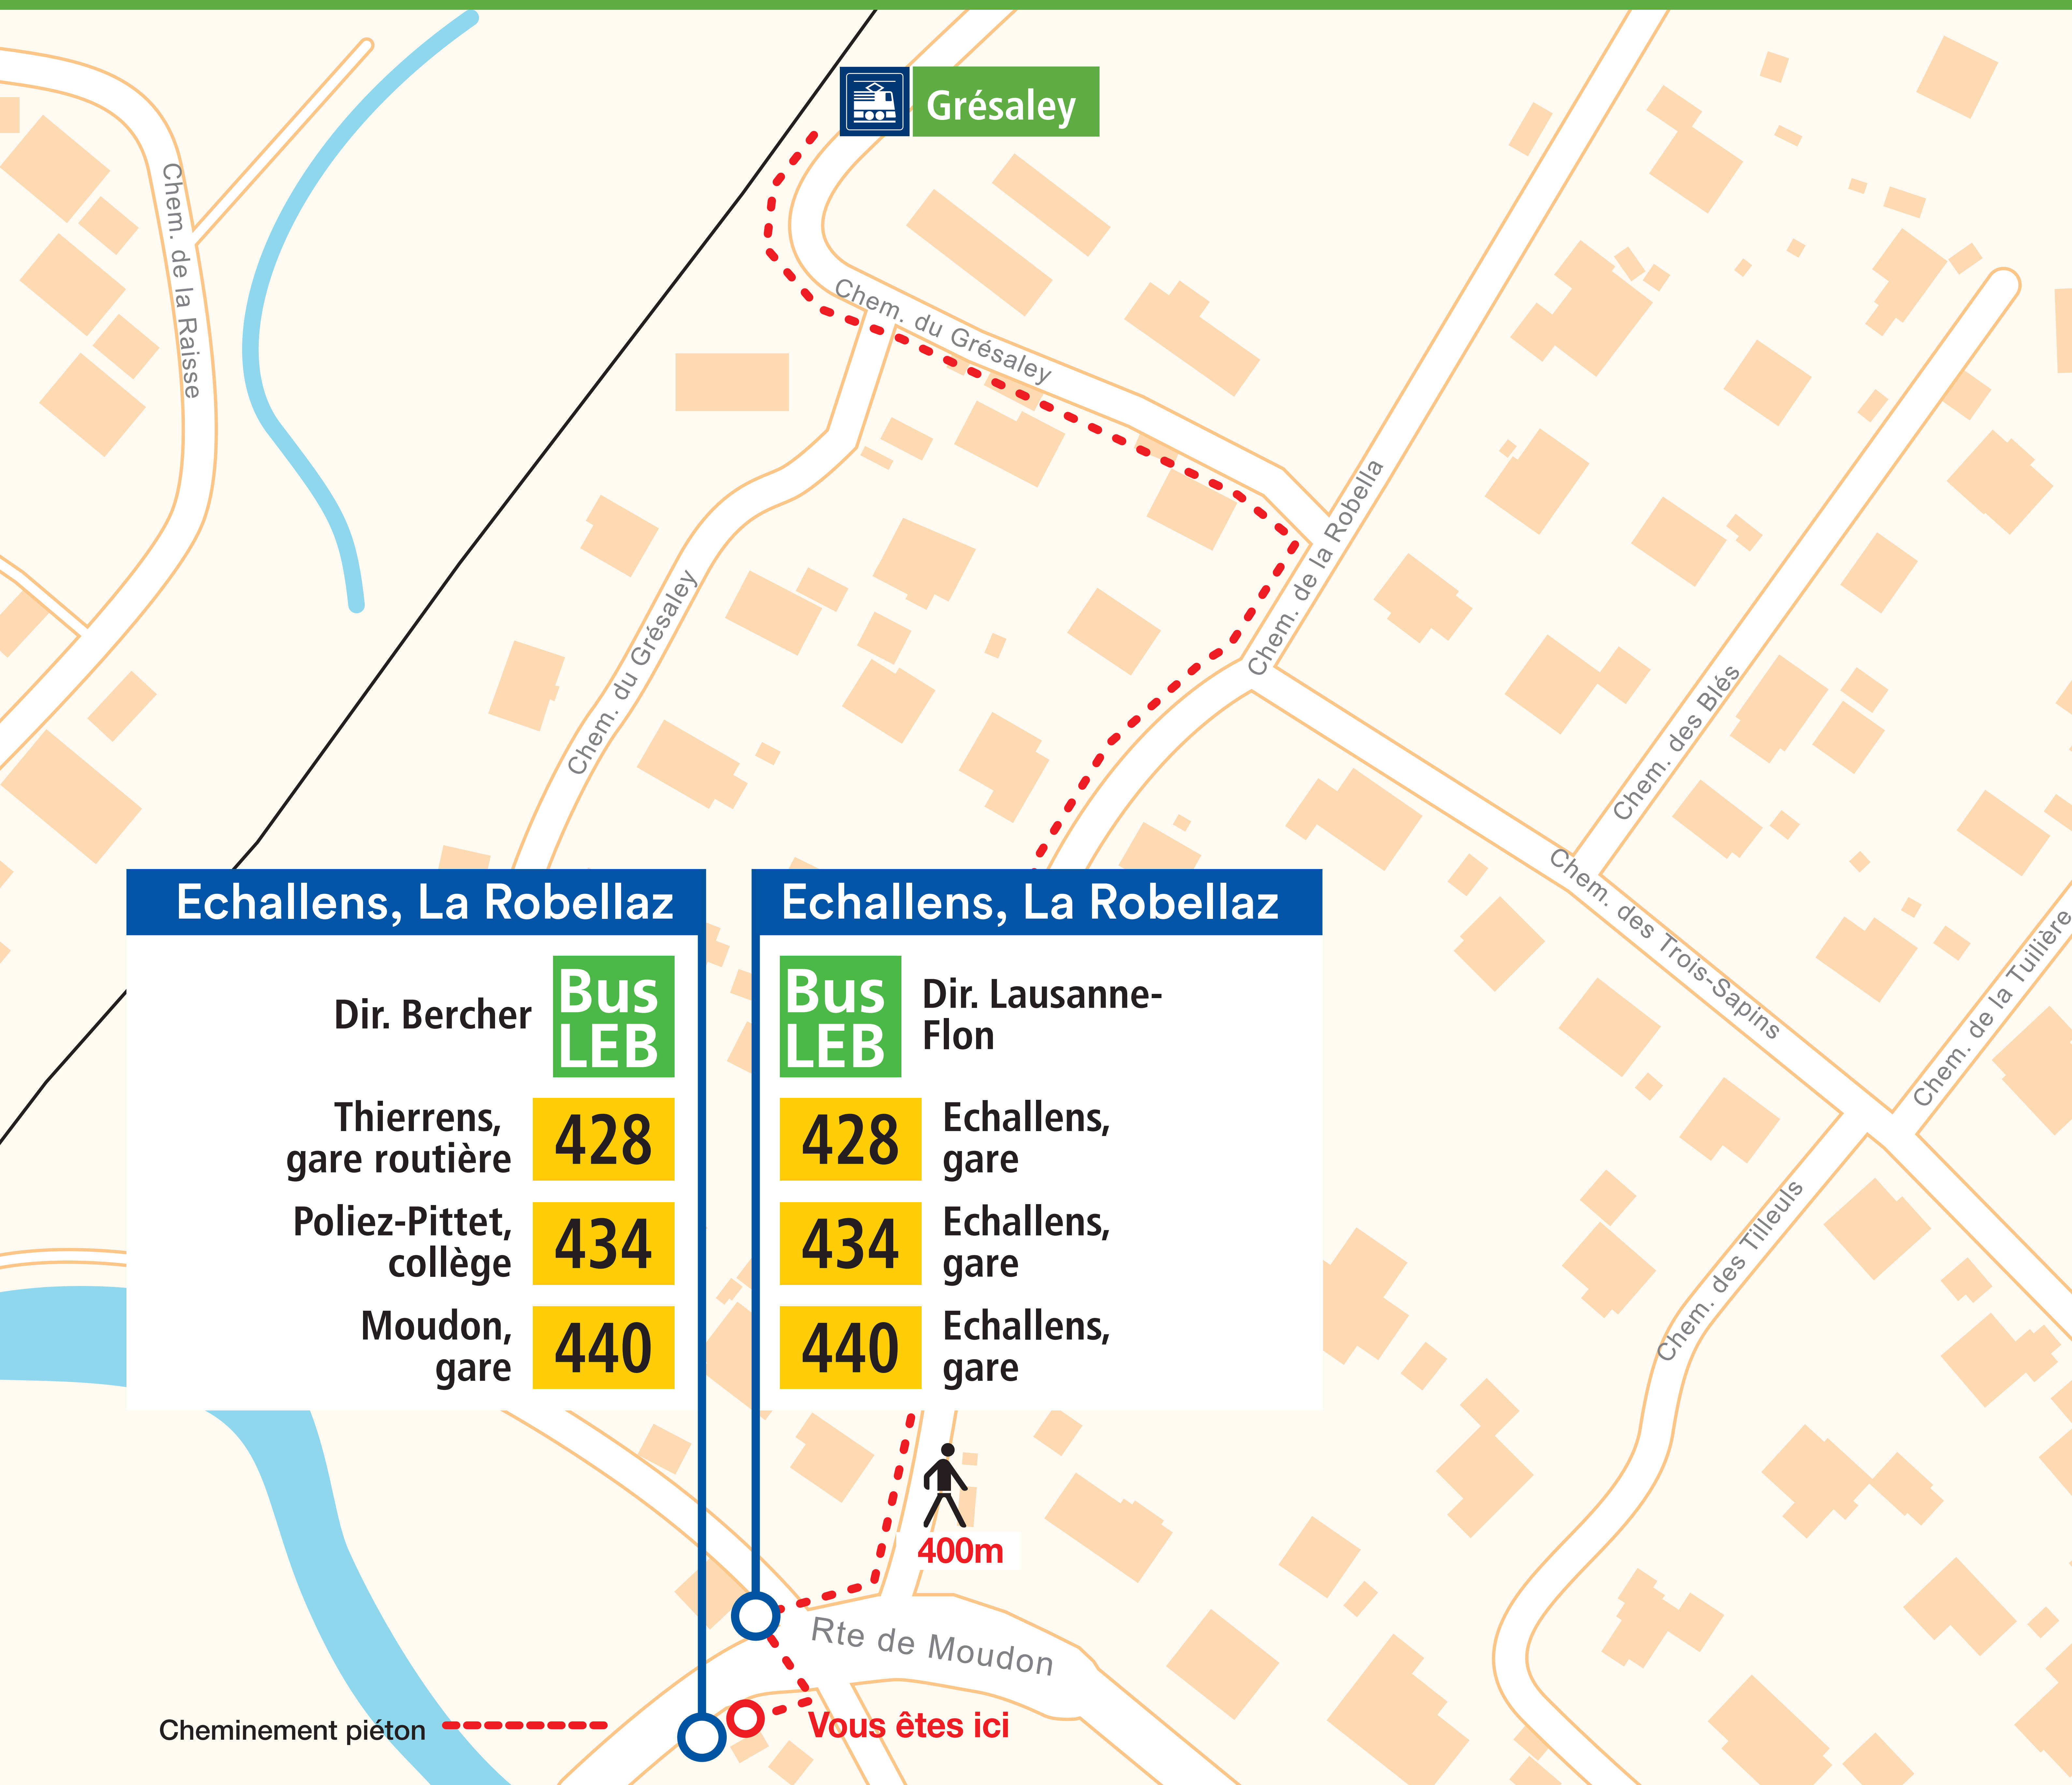 Grésaley
Chem. de la Raisse
Chem. du Grésaley
Chem. de la Robella
Chem. du Grésaley
Chem. des Blés
Chem. des Trois-Sapins
Chem. de la Tuilière
Chem. des Tilleuls
Echallens, La Robellaz
Dir. Bercher
Bus
LEB
Thierrens,
gare routière
428
Poliez-Pittet,
collège
434
Moudon,
gare
440
Echallens, La Robellaz
Bus
LEB
Dir. Lausanne-
Flon
428
Echallens,
gare
434
Echallens,
gare
440
Echallens,
gare
400m
Rte de Moudon
Vous êtes ici
Cheminement piéton